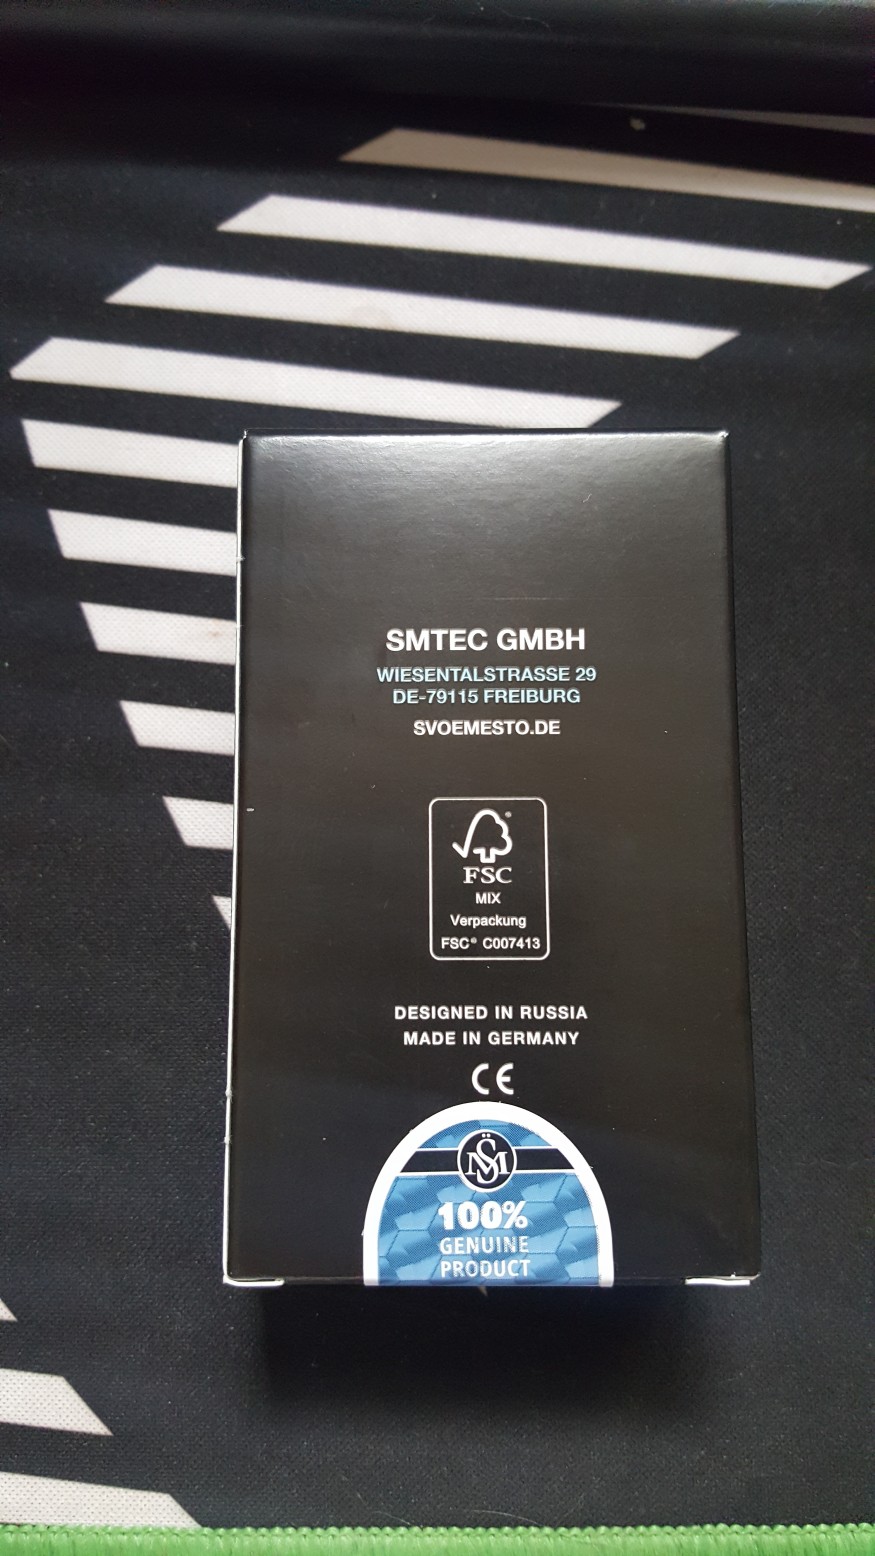 SMTEC GMBH
WIESENTALSTRASSE 29
DE-79115 FREIBURG
SVOEMESTO.DE
FSC
MIX
Verpackung
FSC® C007413
DESIGNED IN RUSSIA
MADE IN GERMANY
CE
SM
100%
GENUINE
PRODUCT